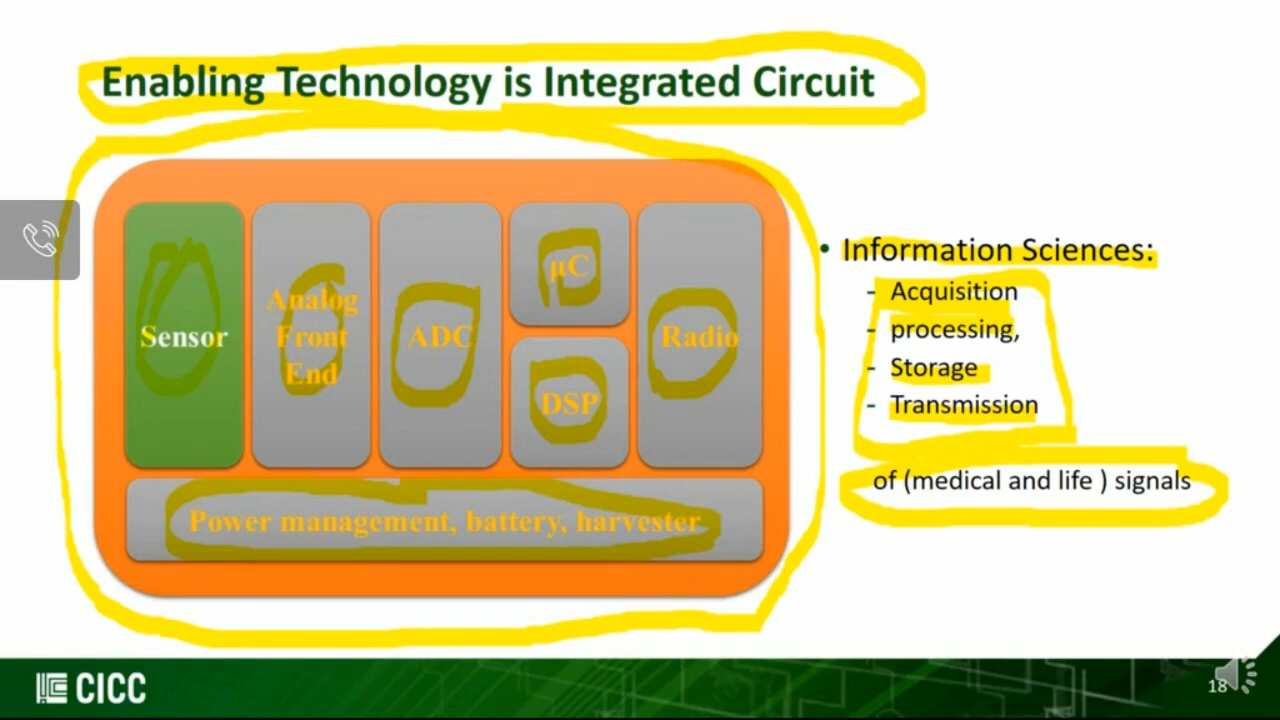 Enabling Technology is Integrated Circuit
Sensor
Analog
Front
End
ADC
µC
DSP
Radio
Power management, battery, harvester
• Information Sciences:
- Acquisition
- processing,
- Storage
- Transmission
of (medical and life ) signals
CICC
18